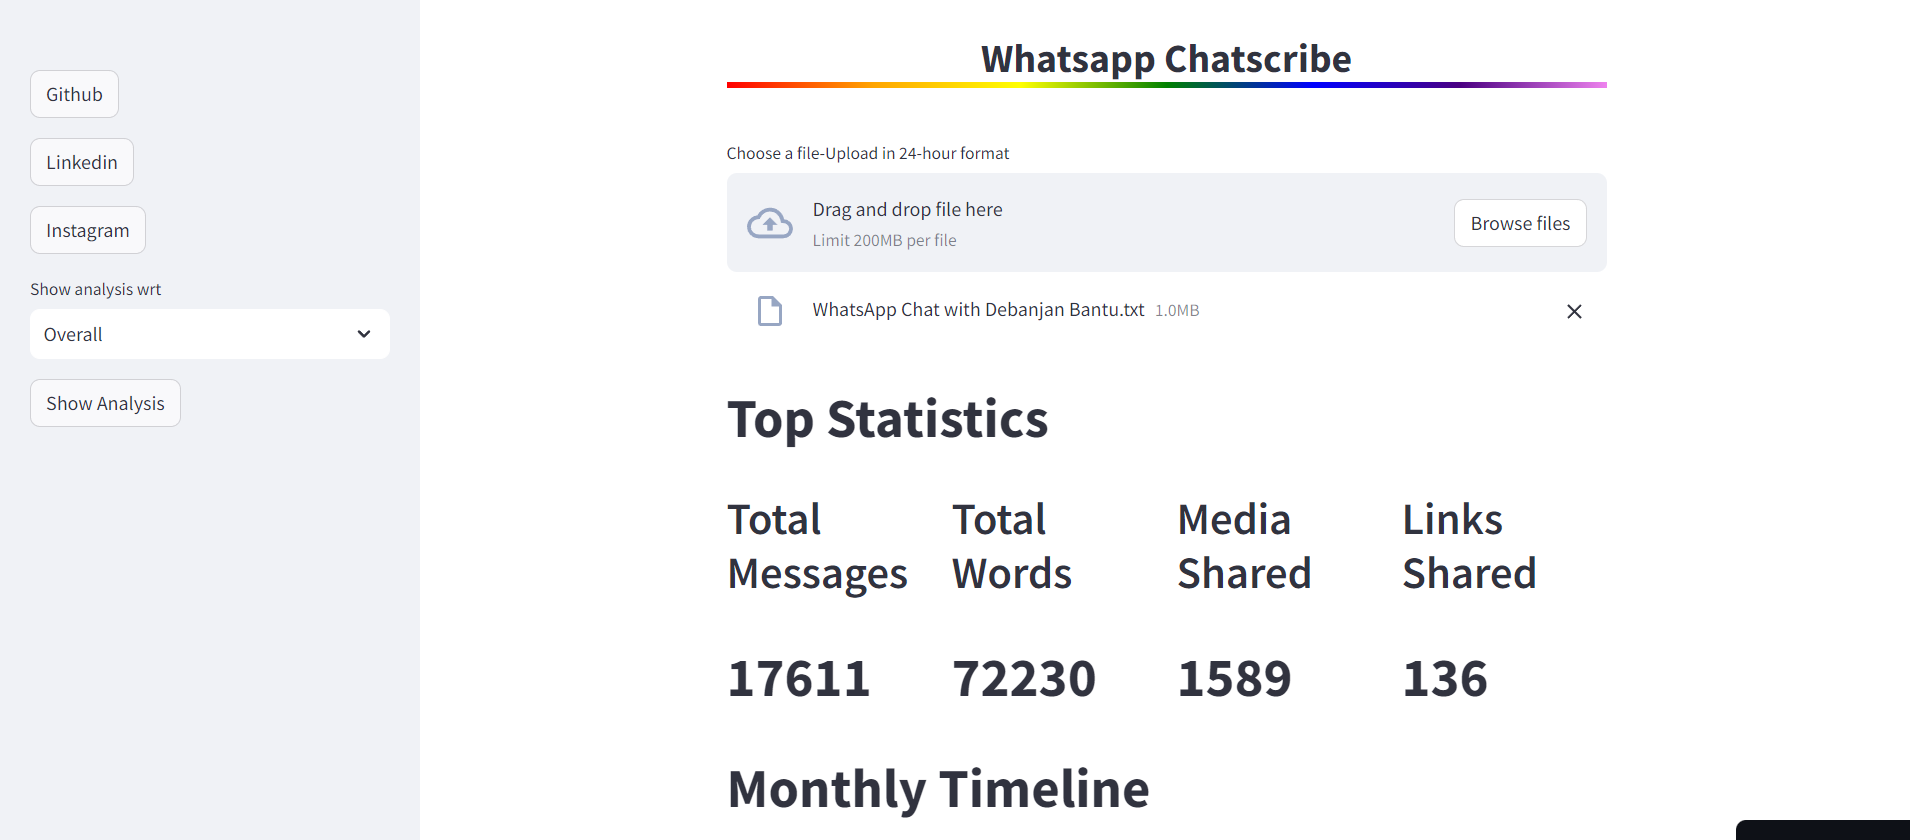 Github
Linkedin
Instagram
Show analysis wrt
Overall
Show Analysis
Whatsapp Chatscribe
Choose a file-Upload in 24-hour format
Drag and drop file here
Limit 200MB per file
Browse files
WhatsApp Chat with Debanjan Bantu.txt 1.0MB
Top Statistics
Total Messages
Total Words
Media Shared
Links Shared
17611
72230
1589
136
Monthly Timeline